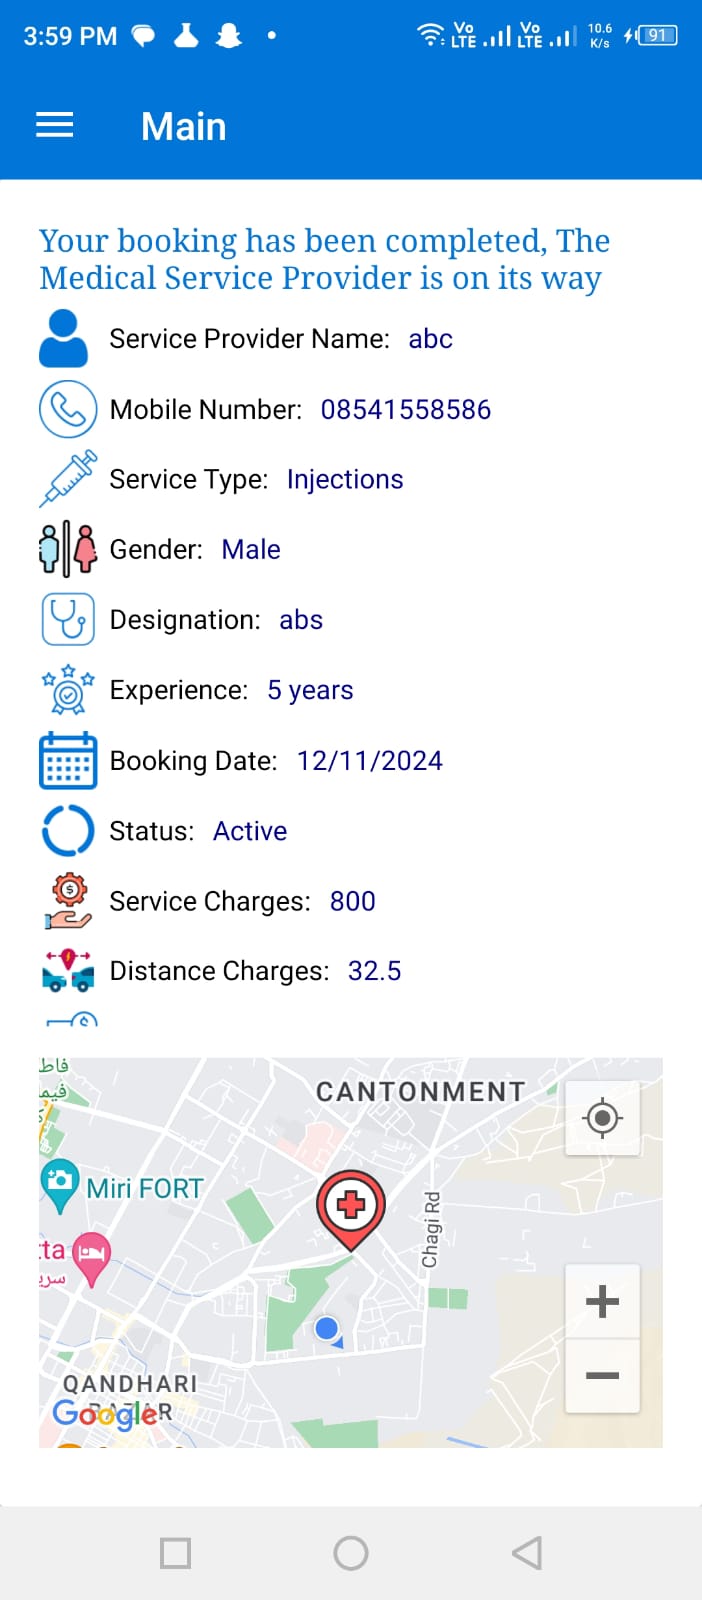 3:59 PM
Vo LTE
Vo LTE
10.6 K/s
91
Main
Your booking has been completed, The
Medical Service Provider is on its way
Service Provider Name: abc
Mobile Number: 08541558586
Service Type: Injections
Gender: Male
Designation: abs
Experience: 5 years
Booking Date: 12/11/2024
Status: Active
Service Charges: 800
Distance Charges: 32.5
CANTONMENT
Miri FORT
Chagi Rd
QANDHARI
Google